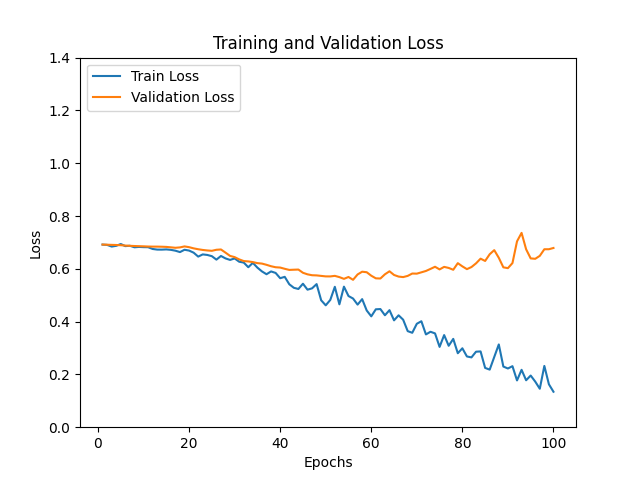 Training and Validation Loss
Train Loss
Validation Loss
Loss
1.4
1.2
1.0
0.8
0.6
0.4
0.2
0.0
0 20 40 60 80 100
Epochs